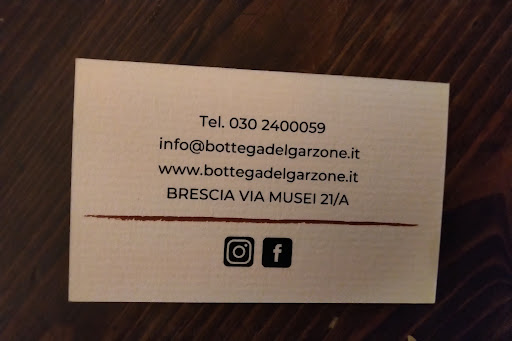 Tel. 030 2400059
info@bottegadelgarzone.it
www.bottegadelgarzone.it
BRESCIA VIA MUSEI 21/A